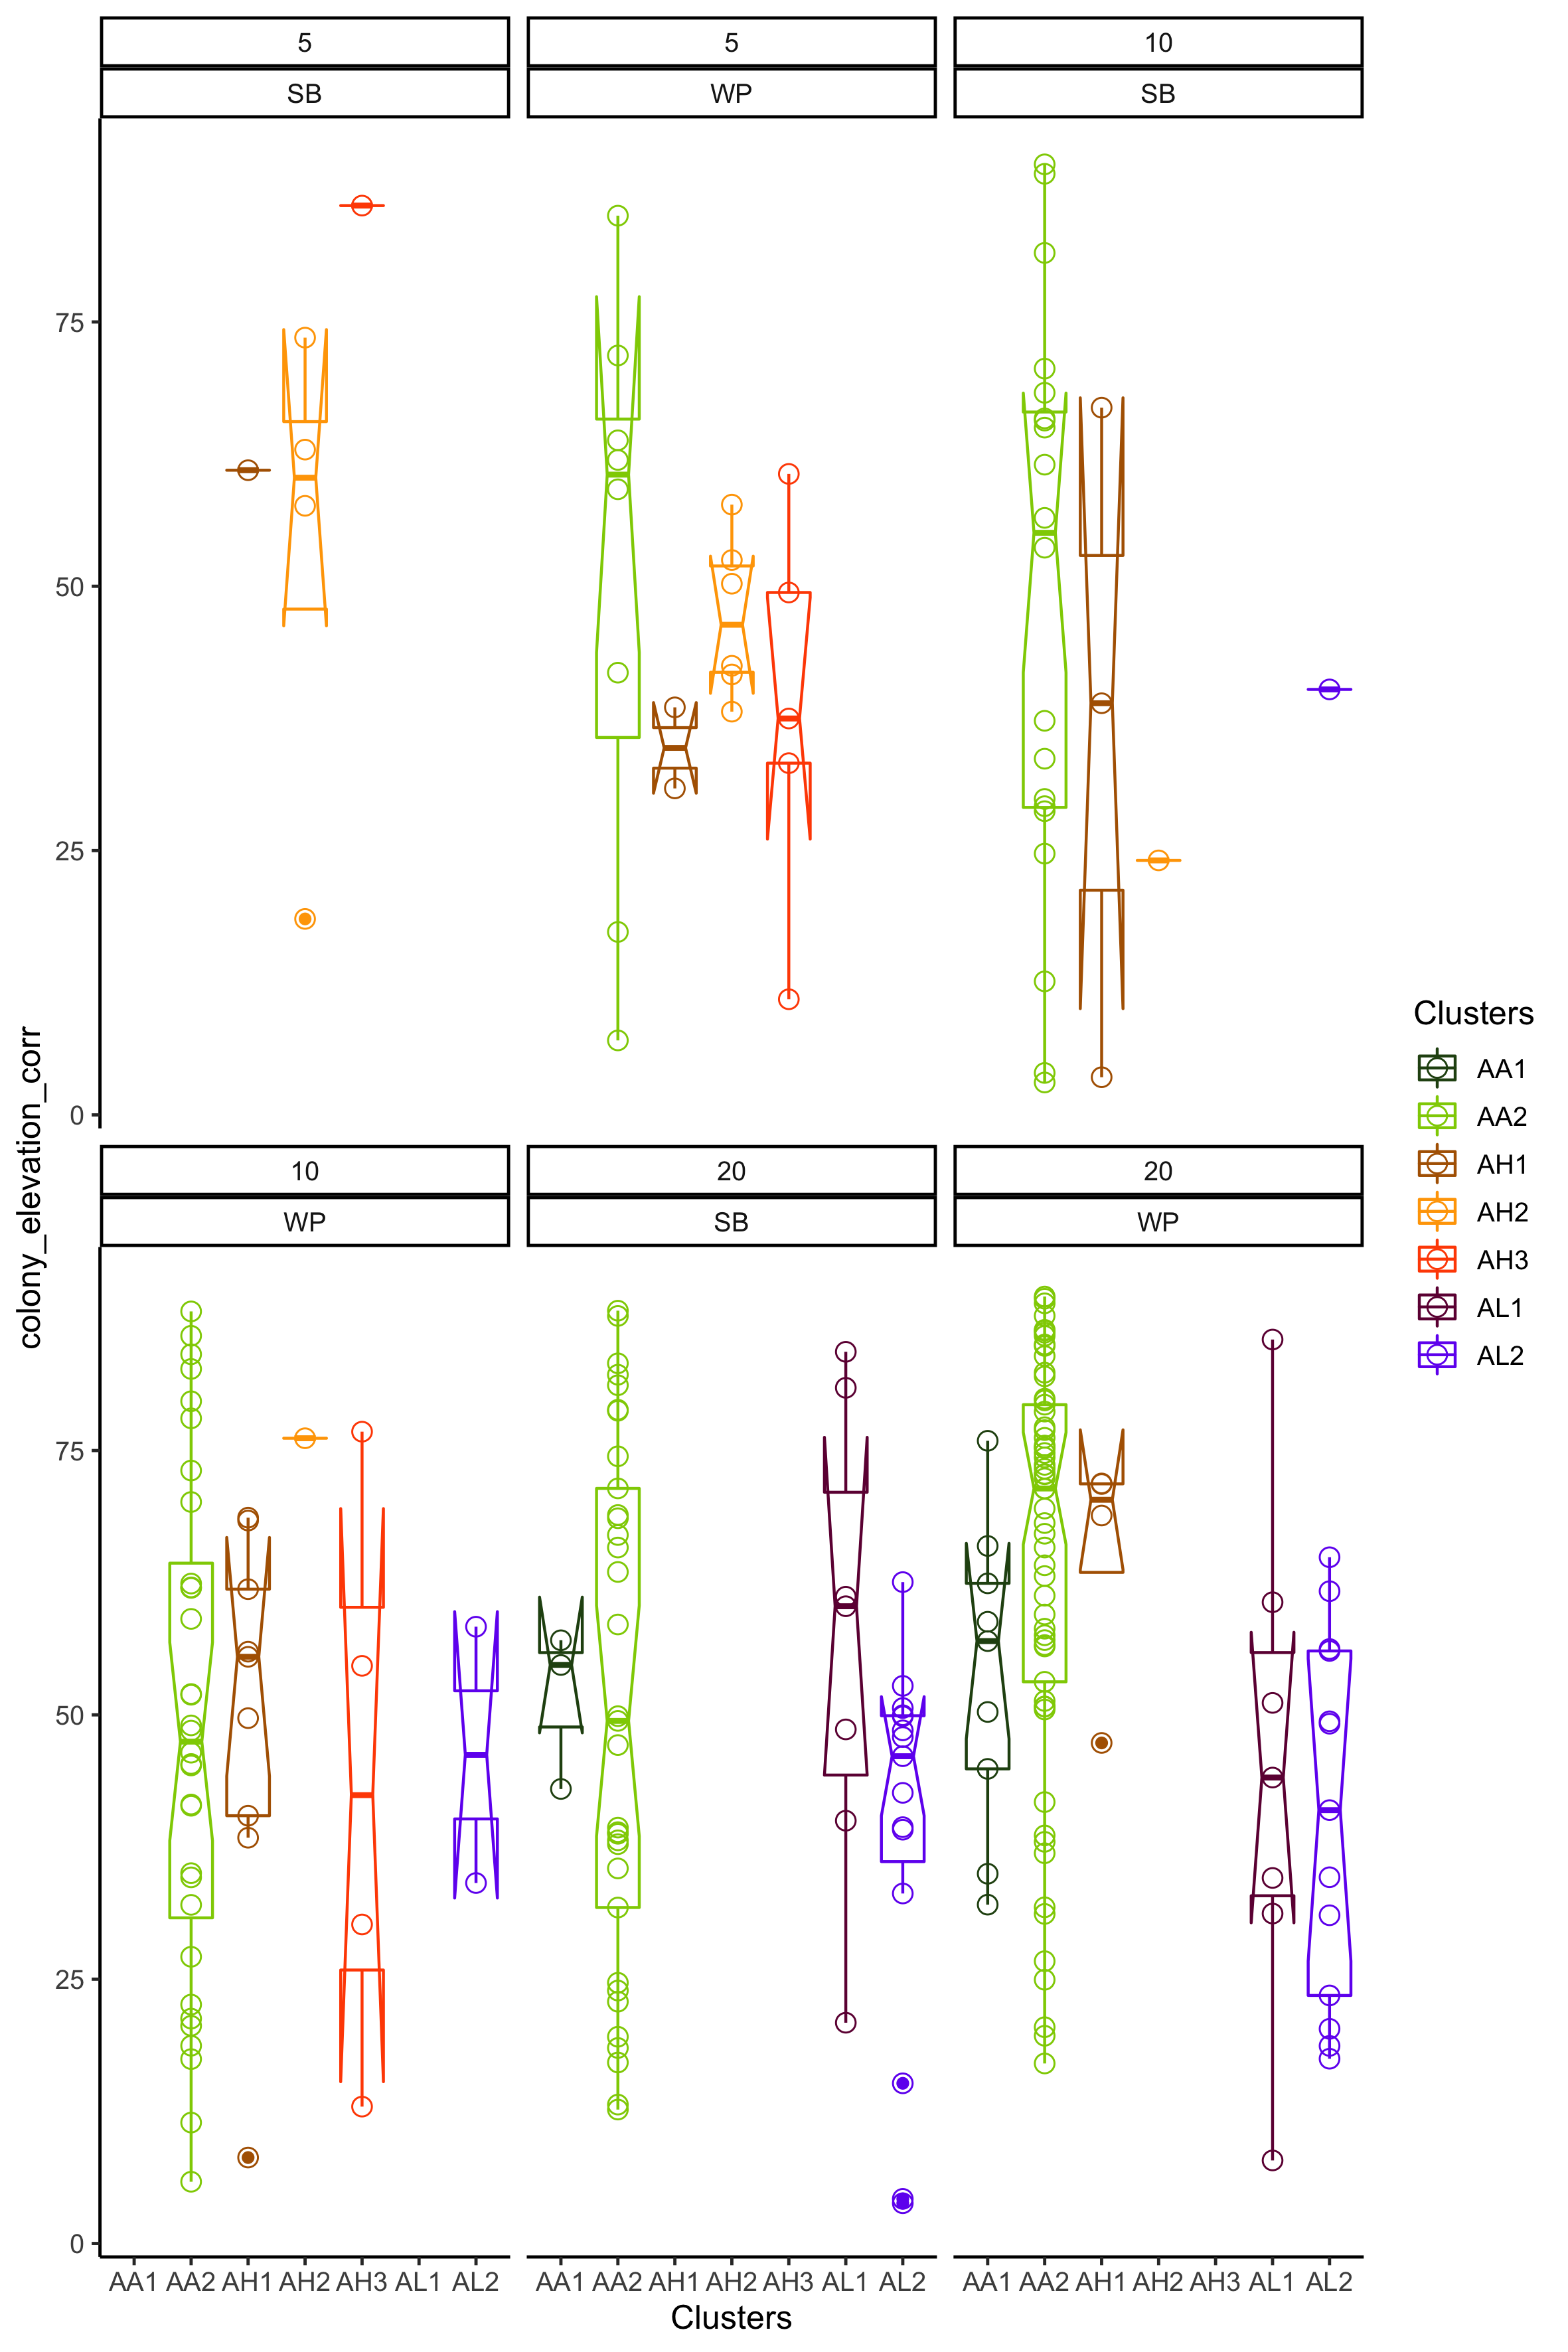 5 5 10
SB WP SB
75
50
25
0
colony_elevation_corr
10 20 20
WP SB WP
75
50
25
0
AA1 AA2 AH1 AH2 AH3 AL1 AL2 AA1 AA2 AH1 AH2 AH3 AL1 AL2 AA1 AA2 AH1 AH2 AH3 AL1 AL2
Clusters
Clusters
AA1
AA2
AH1
AH2
AH3
AL1
AL2